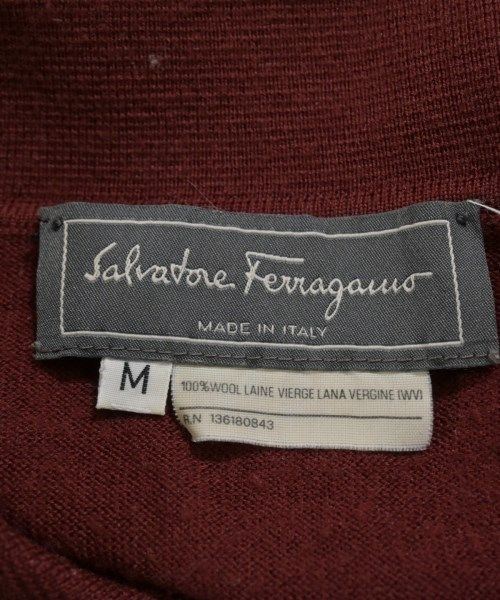 Salvatore Ferragamo
MADE IN ITALY
M
100% WOOL LAINE VIERGE LANA VERGINE (WV)
R.N 136180843